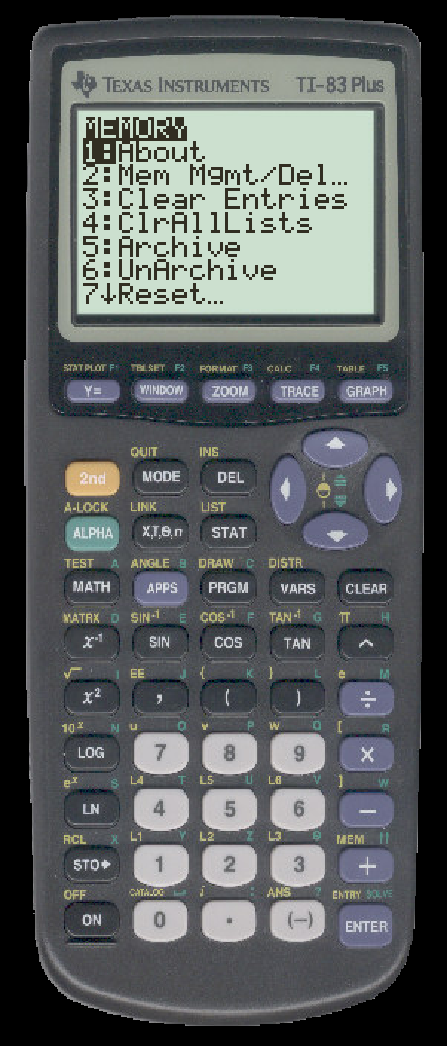 TEXAS INSTRUMENTS TI-83 Plus
MEMORY
1:About
2:Mem Mgmt/Del…
3:Clear Entries
4:ClrAllLists
5:Archive
6:UnArchive
7↓Reset…
STAT PLOT F1 TBLSET F2 FORMAT F3 CALC F4 TABLE F5
Y= WINDOW ZOOM TRACE GRAPH
QUIT INS
2nd MODE DEL
A-LOCK LINK LIST
ALPHA X,T,Θ,n STAT
TEST A ANGLE B DRAW C DISTR
MATH APPS PRGM VARS CLEAR
MATRX D SIN-1 E COS-1 F TAN-1 G π H
x-1 SIN COS TAN ^
√ I EE J { K } L e M
x2 , ( ) ÷
10x N u O v P w Q [ R
LOG 7 8 9 ×
ex S L4 T L5 U L6 V ] W
LN 4 5 6 −
RCL X L1 Y L2 Z L3 θ MEM "
STO▸ 1 2 3 +
OFF CATALOG i : ANS ? ENTRY SOLVE
ON 0 . (−) ENTER